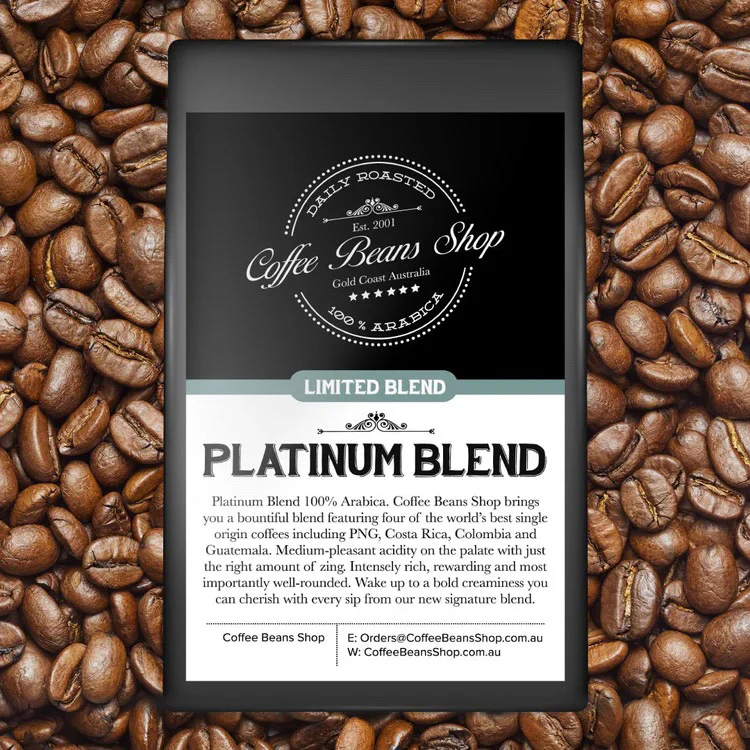 DAILY ROASTED
Est. 2001
Coffee Beans Shop
Gold Coast Australia
100% ARABICA
LIMITED BLEND
PLATINUM BLEND
Platinum Blend 100% Arabica. Coffee Beans Shop brings
you a bountiful blend featuring four of the world's best single
origin coffees including PNG, Costa Rica, Colombia and
Guatemala. Medium-pleasant acidity on the palate with just
the right amount of zing. Intensely rich, rewarding and most
importantly well-rounded. Wake up to a bold creaminess you
can cherish with every sip from our new signature blend.
Coffee Beans Shop
E: Orders@CoffeeBeansShop.com.au
W: CoffeeBeansShop.com.au